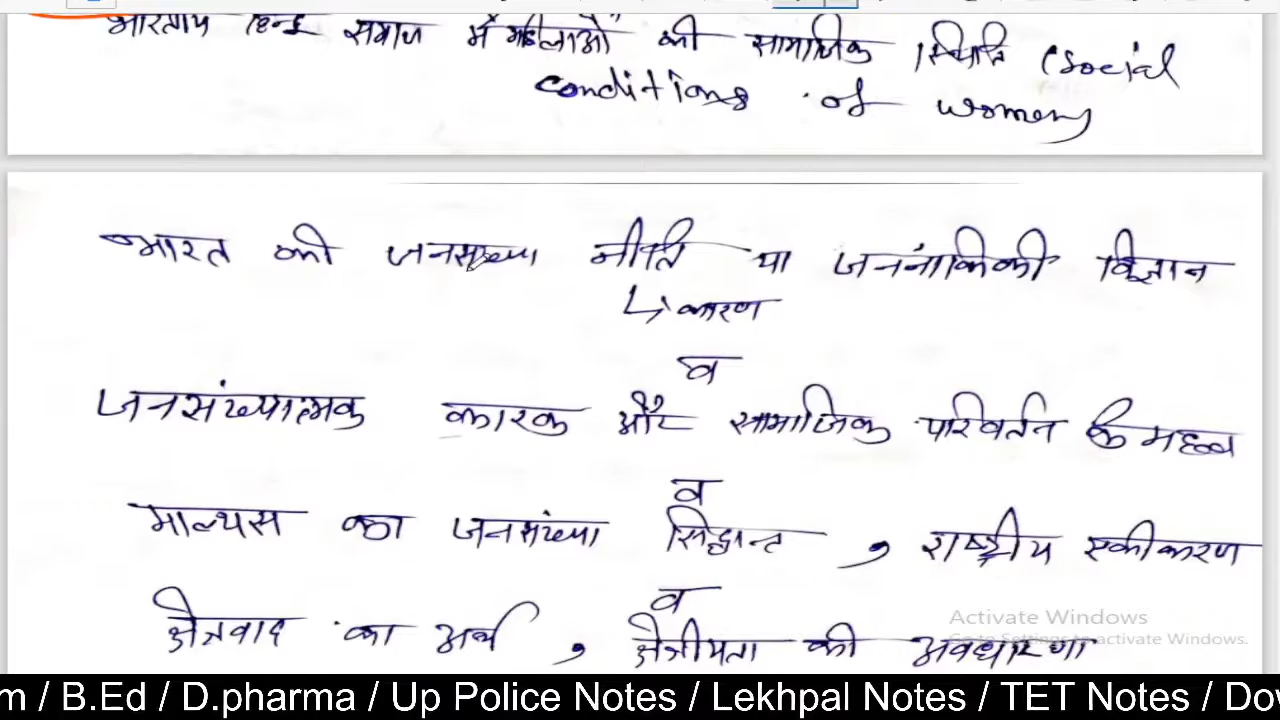 भारतीय हिन्दू समाज में महिलाओं की सामाजिक स्थिति (social
conditions of women)
भारत की जनसंख्या नीति या जननांकिकी विज्ञान
↳ कारण
व
जनसंख्यात्मक कारक और सामाजिक परिवर्तन के महत्व
व
माल्थस का जनसंख्या सिद्धान्त , राष्ट्रीय एकीकरण
व
क्षेत्रवाद का अर्थ , क्षेत्रीयता की अवधारणा
Activate Windows
Go to Settings to activate Windows.
m / B.Ed / D.pharma / Up Police Notes / Lekhpal Notes / TET Notes / Do